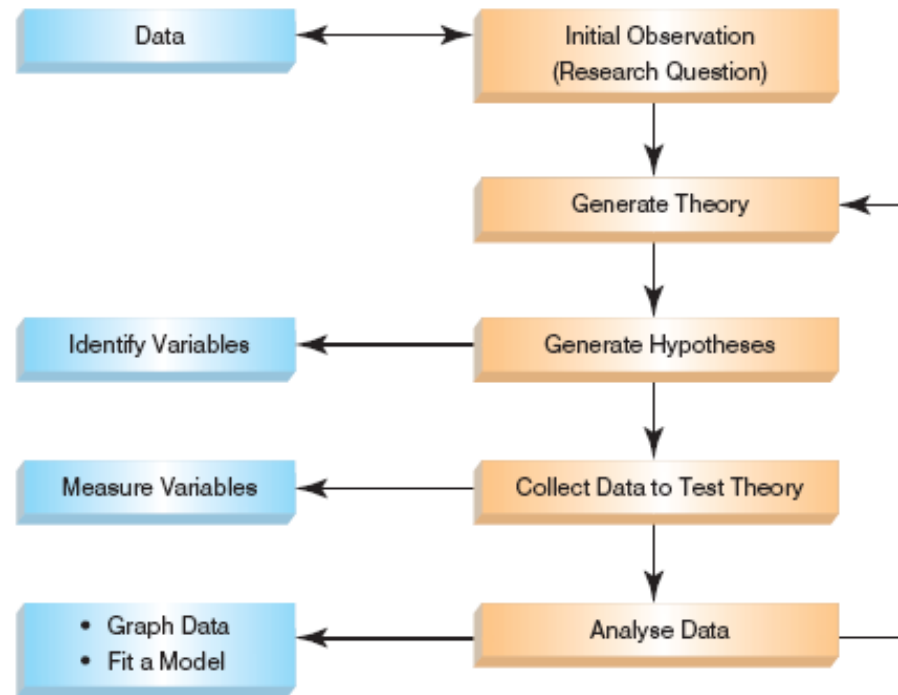 Data
Initial Observation
(Research Question)
Generate Theory
Identify Variables
Generate Hypotheses
Measure Variables
Collect Data to Test Theory
• Graph Data
• Fit a Model
Analyse Data